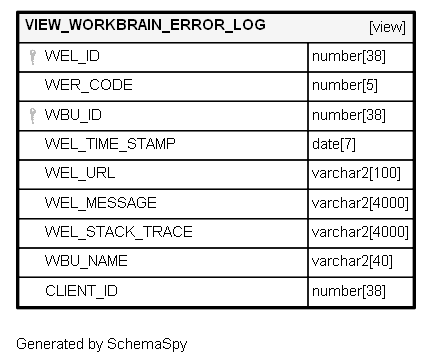 VIEW_WORKBRAIN_ERROR_LOG [view]
WEL_ID number[38]
WER_CODE number[5]
WBU_ID number[38]
WEL_TIME_STAMP date[7]
WEL_URL varchar2[100]
WEL_MESSAGE varchar2[4000]
WEL_STACK_TRACE varchar2[4000]
WBU_NAME varchar2[40]
CLIENT_ID number[38]
Generated by SchemaSpy